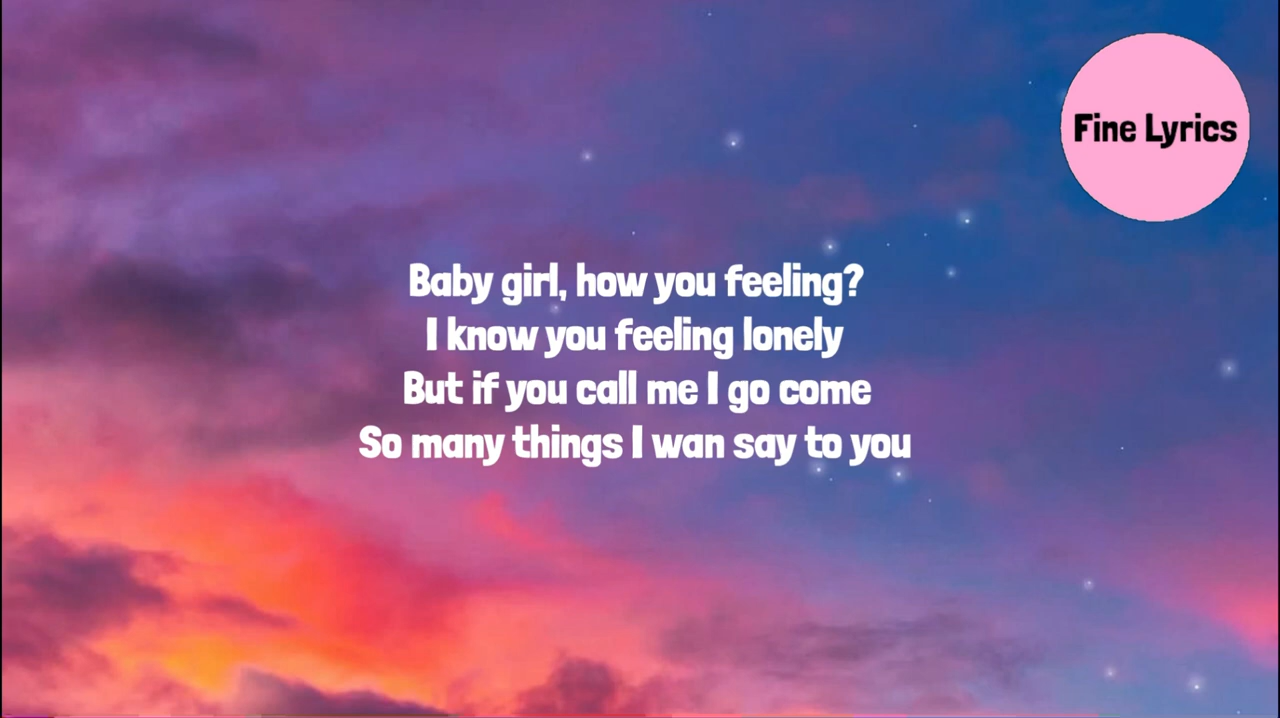 Fine Lyrics
Baby girl, how you feeling?
I know you feeling lonely
But if you call me I go come
So many things I wan say to you